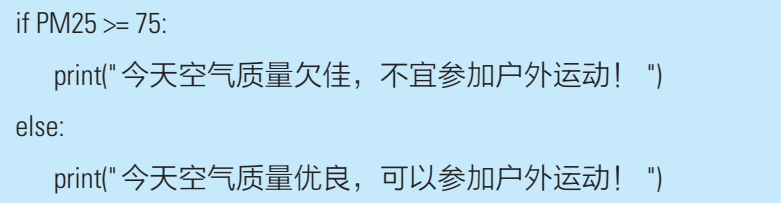 if PM25 >= 75:
    print("今天空气质量欠佳，不宜参加户外运动！ ")
else:
    print("今天空气质量优良，可以参加户外运动！ ")